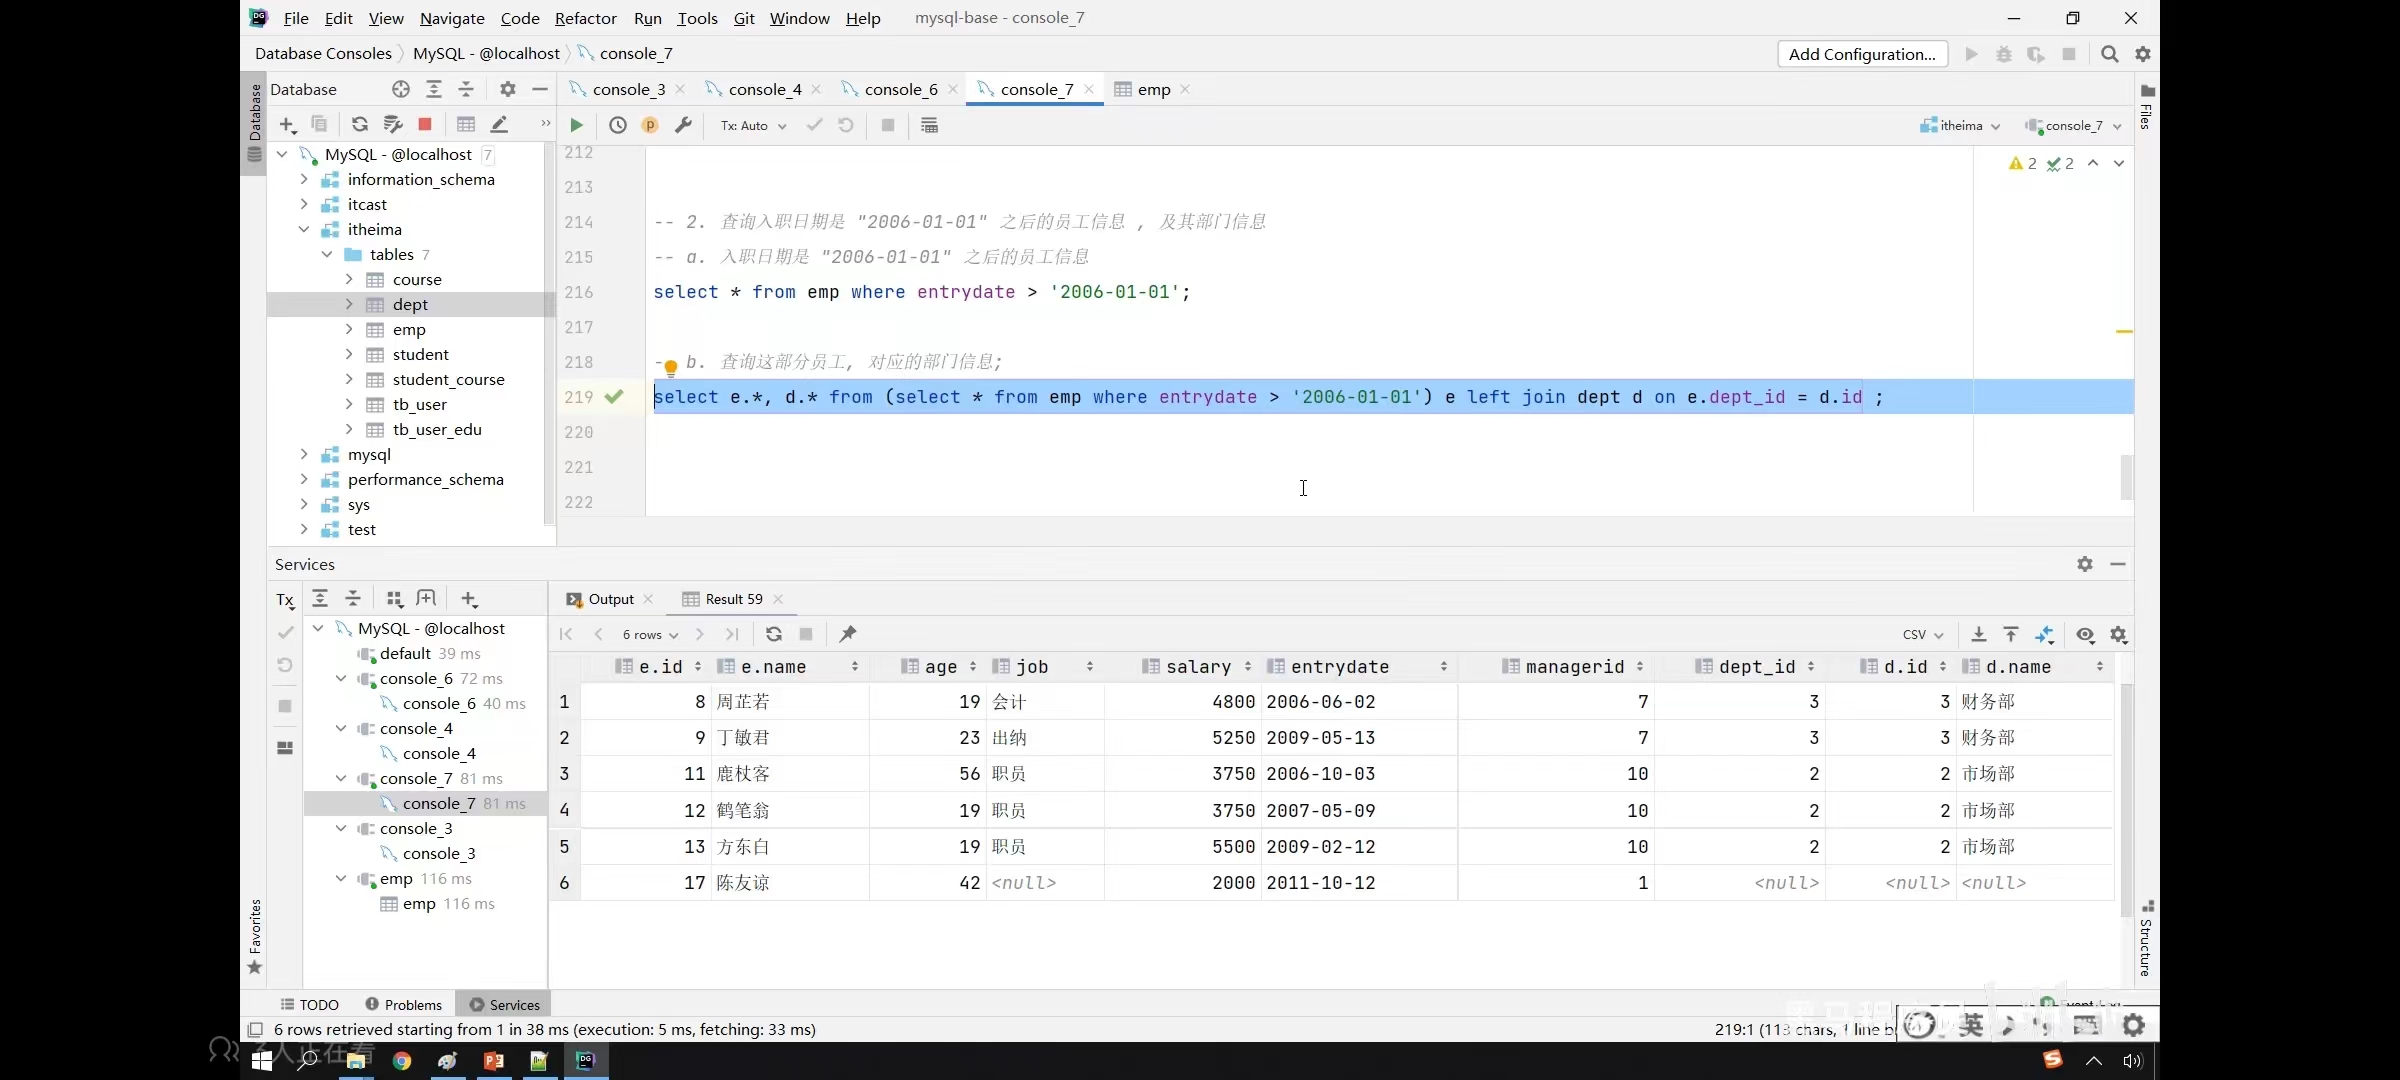 File Edit View Navigate Code Refactor Run Tools Git Window Help mysql-base - console_7
Database Consoles MySQL - @localhost console_7 Add Configuration...
Database console_3 console_4 console_6 console_7 emp
Tx: Auto itheima console_7
Database
Files
MySQL - @localhost 7
information_schema
itcast
itheima
tables 7
course
dept
emp
student
student_course
tb_user
tb_user_edu
mysql
performance_schema
sys
test
2 2
212
213
214 -- 2. 查询入职日期是 "2006-01-01" 之后的员工信息 , 及其部门信息
215 -- a. 入职日期是 "2006-01-01" 之后的员工信息
216 select * from emp where entrydate > '2006-01-01';
217
218 - b. 查询这部分员工, 对应的部门信息;
219 select e.*, d.* from (select * from emp where entrydate > '2006-01-01') e left join dept d on e.dept_id = d.id ;
220
221
222
Services
Tx
MySQL - @localhost
default 39 ms
console_6 72 ms
console_6 40 ms
console_4
console_4
console_7 81 ms
console_7 81 ms
console_3
console_3
emp 116 ms
emp 116 ms
Output Result 59
6 rows CSV
e.id e.name age job salary entrydate managerid dept_id d.id d.name
1 8 周芷若 19 会计 4800 2006-06-02 7 3 3 财务部
2 9 丁敏君 23 出纳 5250 2009-05-13 7 3 3 财务部
3 11 鹿杖客 56 职员 3750 2006-10-03 10 2 2 市场部
4 12 鹤笔翁 19 职员 3750 2007-05-09 10 2 2 市场部
5 13 方东白 19 职员 5500 2009-02-12 10 2 2 市场部
6 17 陈友谅 42 <null> 2000 2011-10-12 1 <null> <null> <null>
Favorites
Structure
TODO Problems Services
6 rows retrieved starting from 1 in 38 ms (execution: 5 ms, fetching: 33 ms)
219:1 (113 chars, 1 line b
英
人正在看